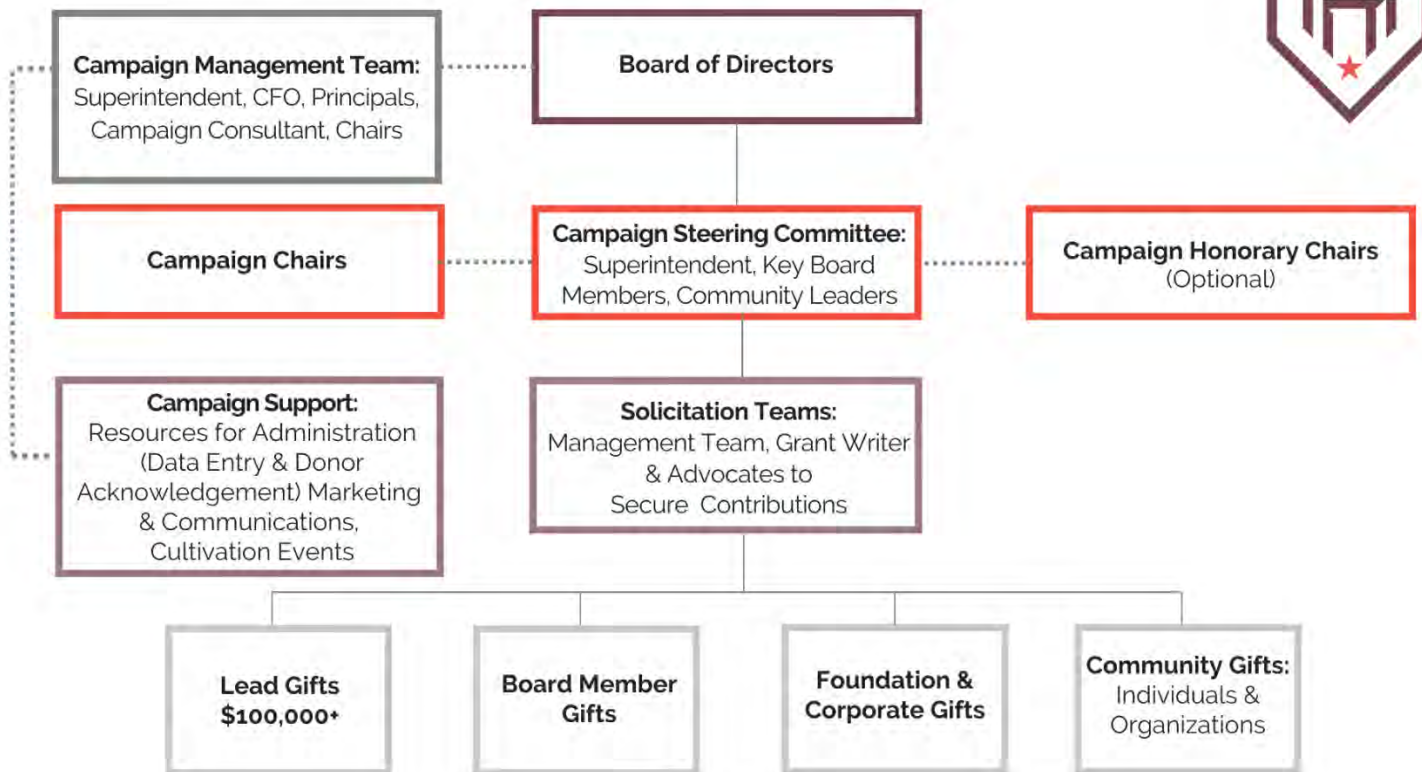 Campaign Management Team:
Superintendent, CFO, Principals,
Campaign Consultant, Chairs
Board of Directors
Campaign Chairs
Campaign Steering Committee:
Superintendent, Key Board
Members, Community Leaders
Campaign Honorary Chairs
(Optional)
Campaign Support:
Resources for Administration
(Data Entry & Donor
Acknowledgement) Marketing
& Communications,
Cultivation Events
Solicitation Teams:
Management Team, Grant Writer
& Advocates to
Secure Contributions
Lead Gifts
$100,000+
Board Member
Gifts
Foundation &
Corporate Gifts
Community Gifts:
Individuals &
Organizations